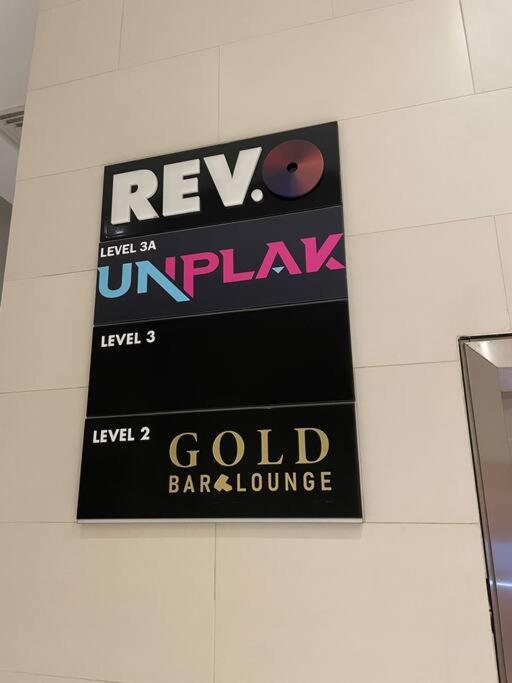 REV.O
LEVEL 3A
UNPLAK
LEVEL 3
LEVEL 2
GOLD
BAR & LOUNGE